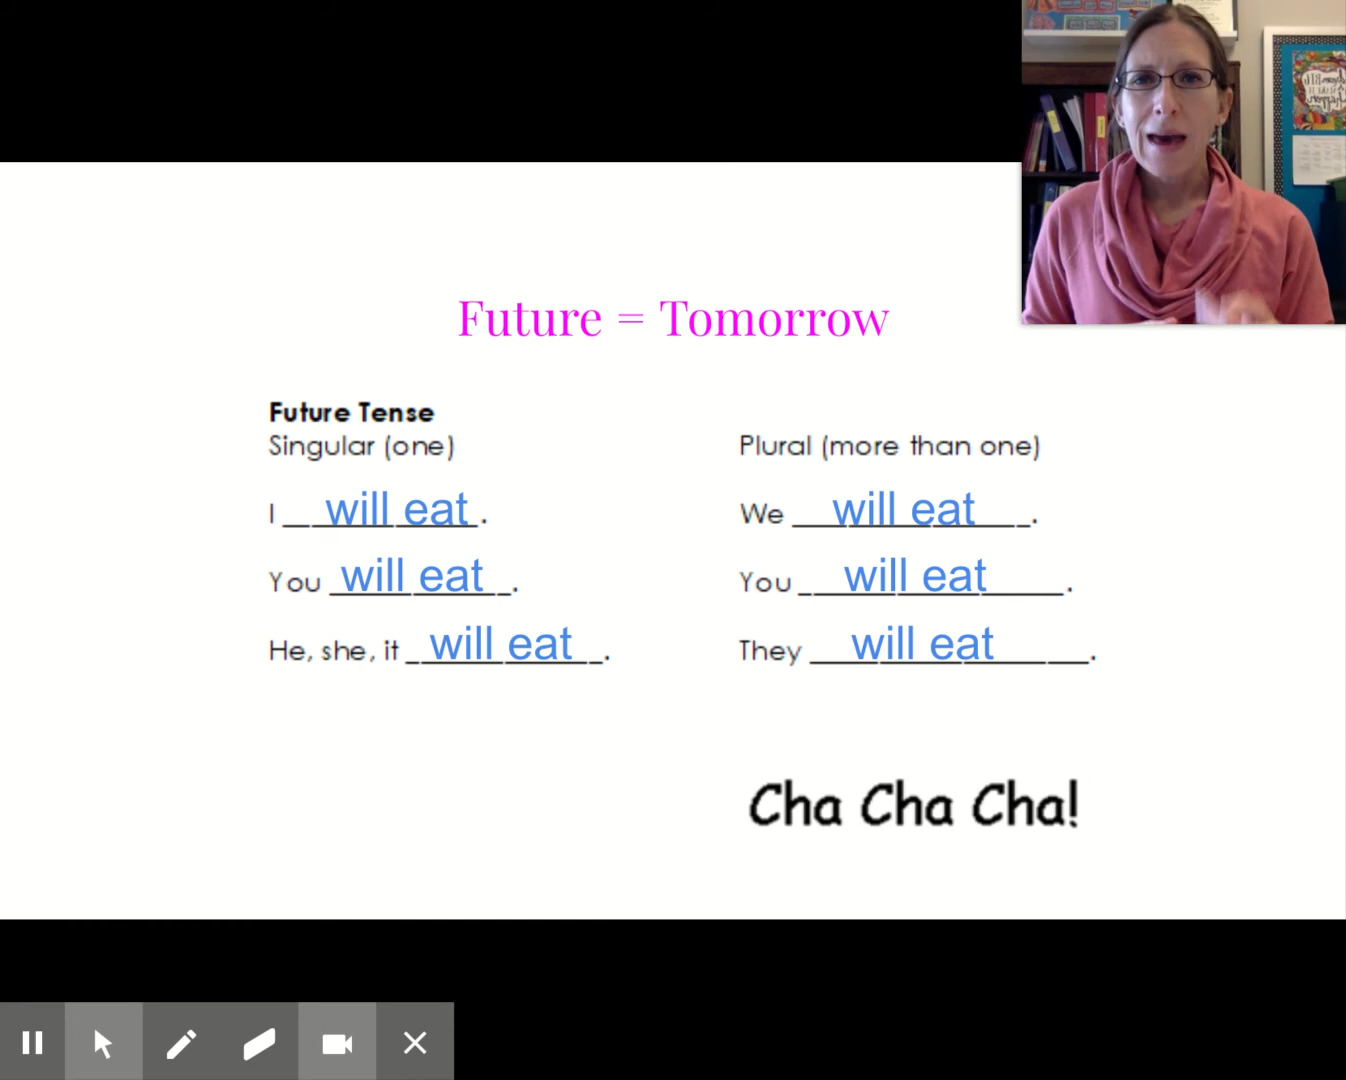 Future = Tomorrow
Future Tense
Singular (one)
Plural (more than one)
I will eat.
We will eat.
You will eat.
You will eat.
He, she, it will eat.
They will eat.
Cha Cha Cha!